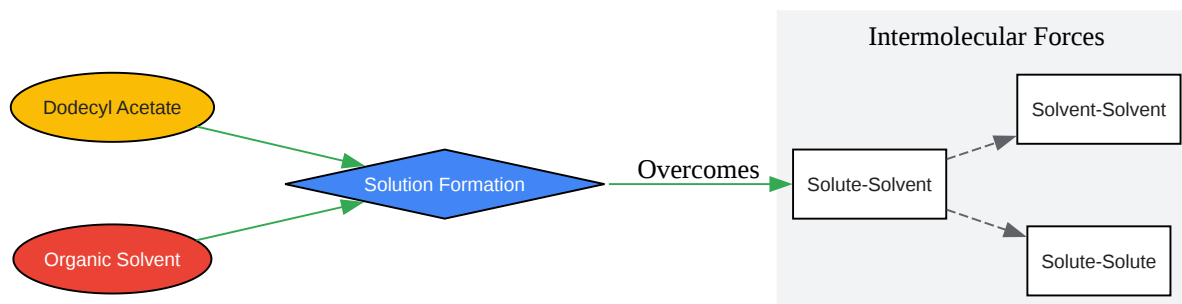 Intermolecular Forces
Dodecyl Acetate
Solvent-Solvent
Overcomes
Solution Formation
Solute-Solvent
Organic Solvent
Solute-Solute